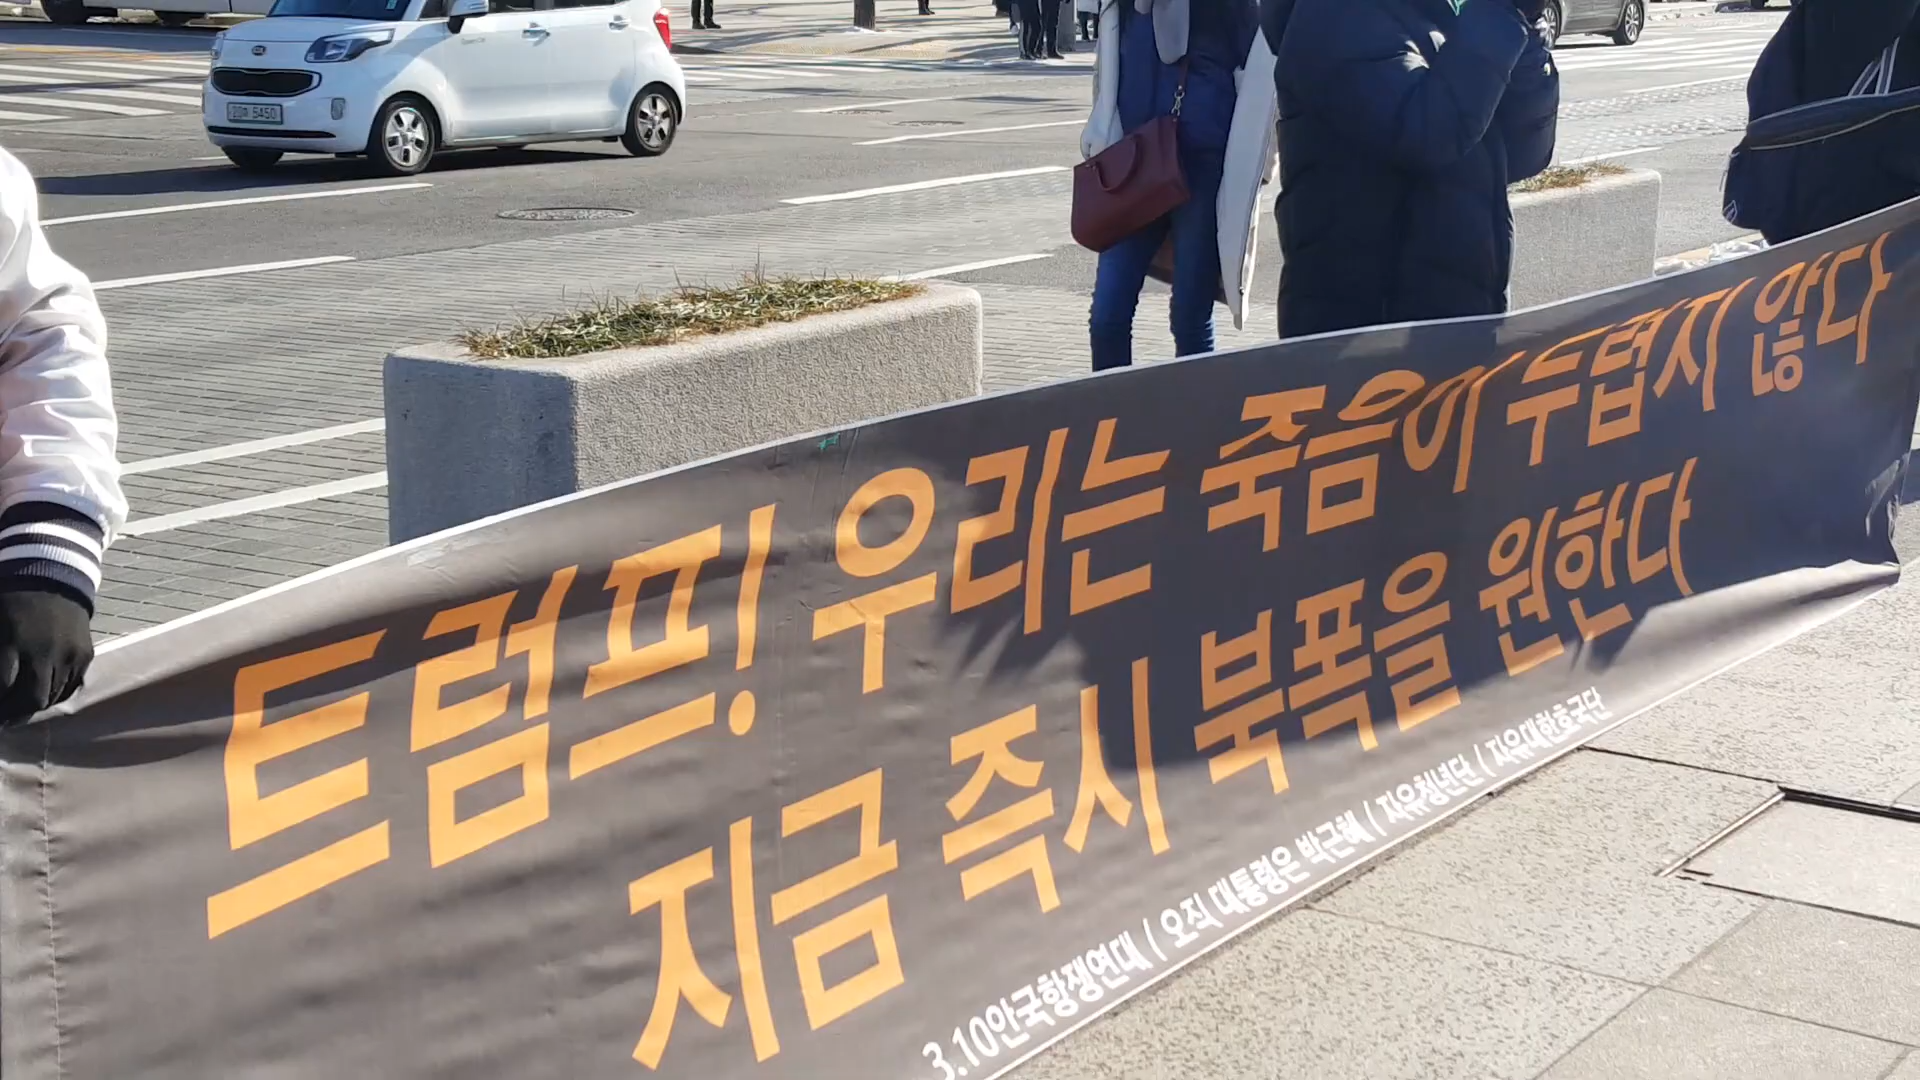 트럼프! 우리는 죽음이 두렵지 않다
지금 즉시 북폭을 원한다
3.10안국항쟁연대 / 오직 대통령은 박근혜 / 자유청년단 / 자유대한호국단
KIA
5450